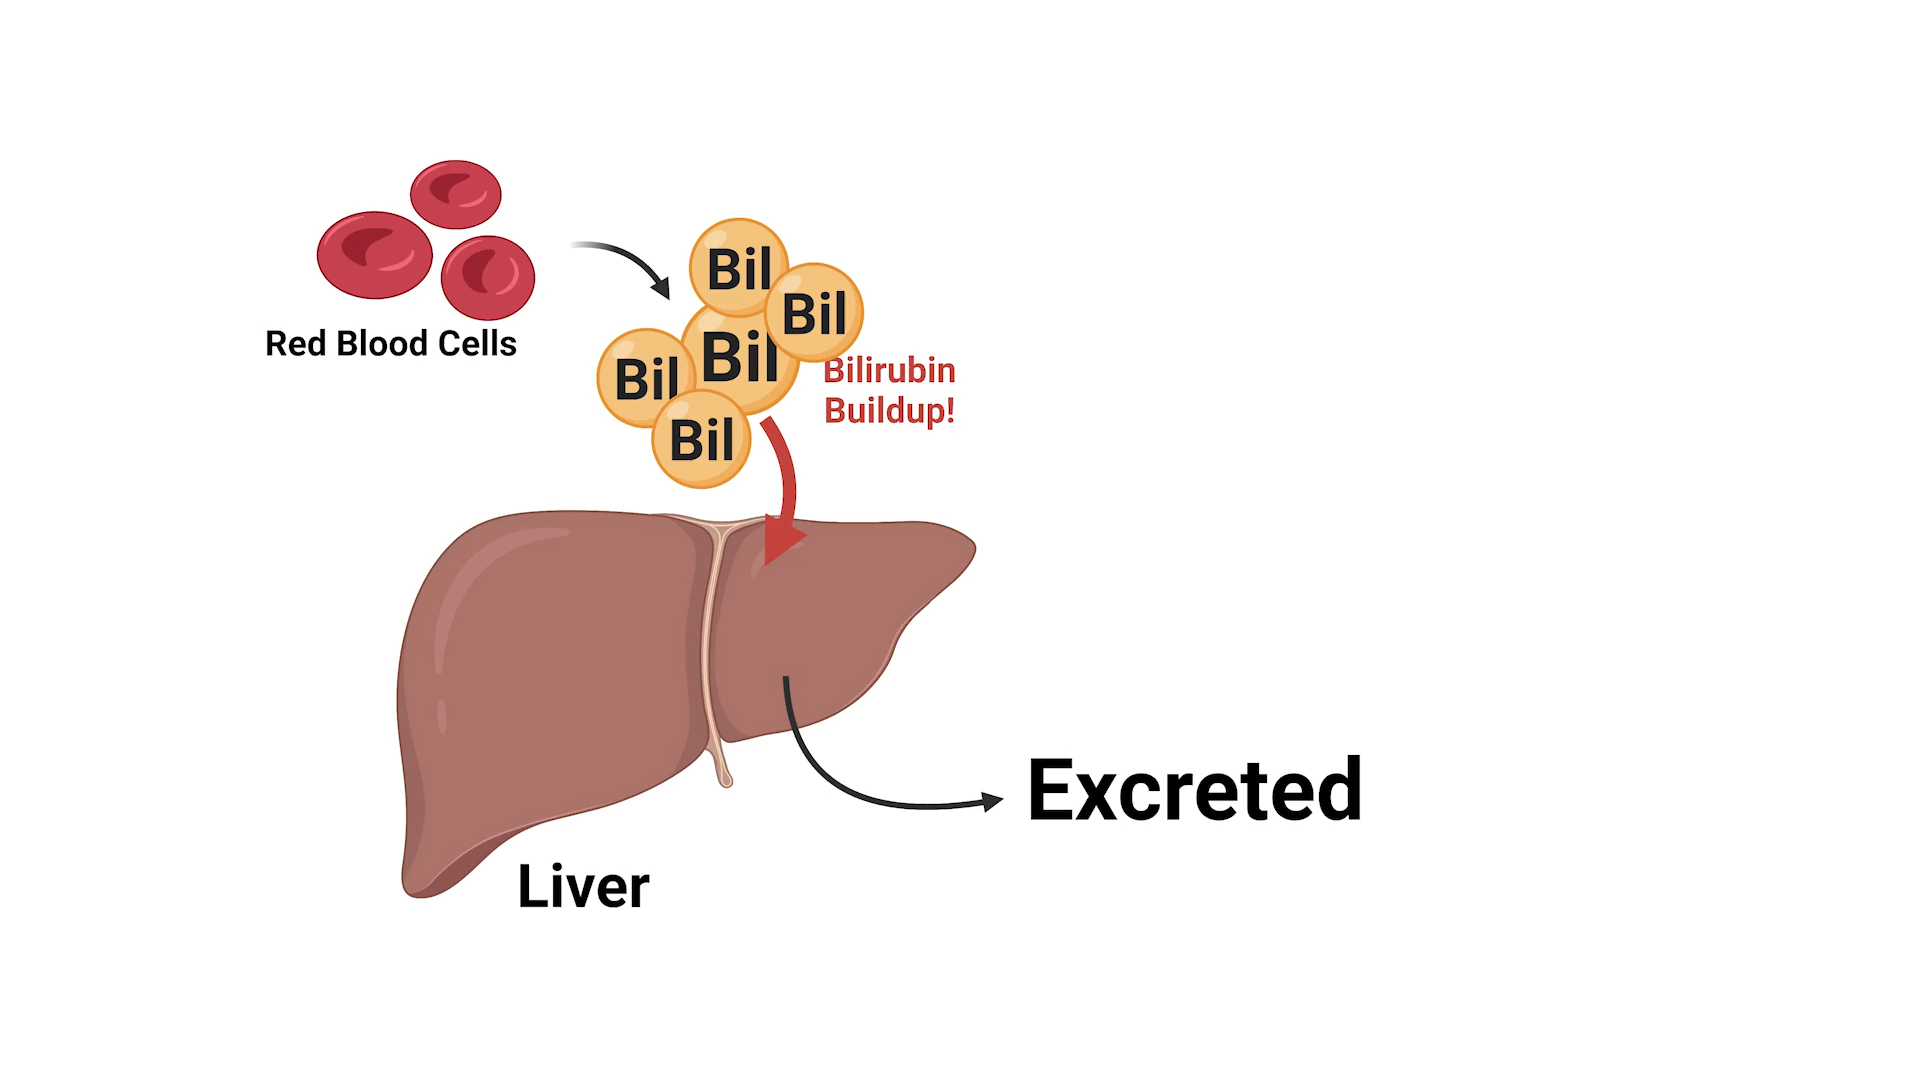 Bil
Bil
Bil
Bil
Bil
Red Blood Cells
Bilirubin
Buildup!
Excreted
Liver